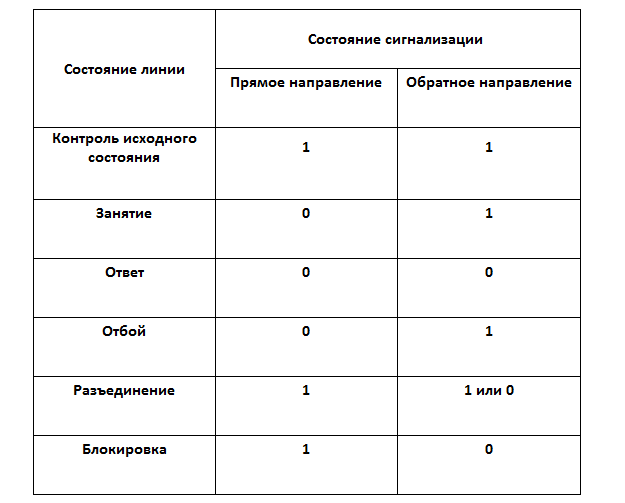 Состояние линии
Состояние сигнализации
Прямое направление
Обратное направление
Контроль исходного
состояния
1
1
Занятие
0
1
Ответ
0
0
Отбой
0
1
Разъединение
1
1 или 0
Блокировка
1
0